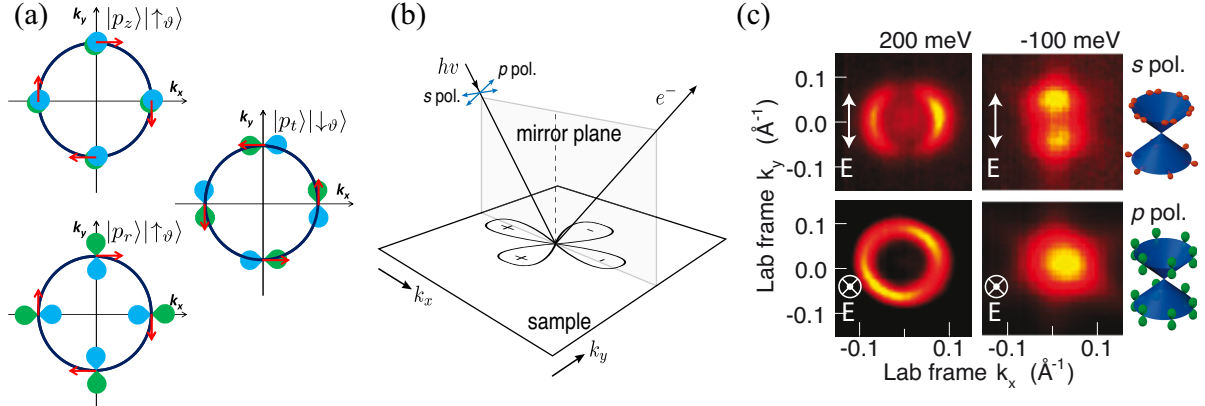 (a)
k_y |p_z⟩|↑_ϑ⟩
k_x
k_y |p_t⟩|↓_ϑ⟩
k_x
k_y |p_r⟩|↑_ϑ⟩
k_x
(b)
hν
p pol.
s pol.
e⁻
mirror plane
+ -
+ -
k_x
sample
k_y
(c)
200 meV -100 meV
s pol.
0.1
0.0
-0.1
E E
p pol.
0.1
0.0
-0.1
E E
-0.1 0.1 -0.1 0.1
Lab frame k_y (Å⁻¹)
Lab frame k_x (Å⁻¹)